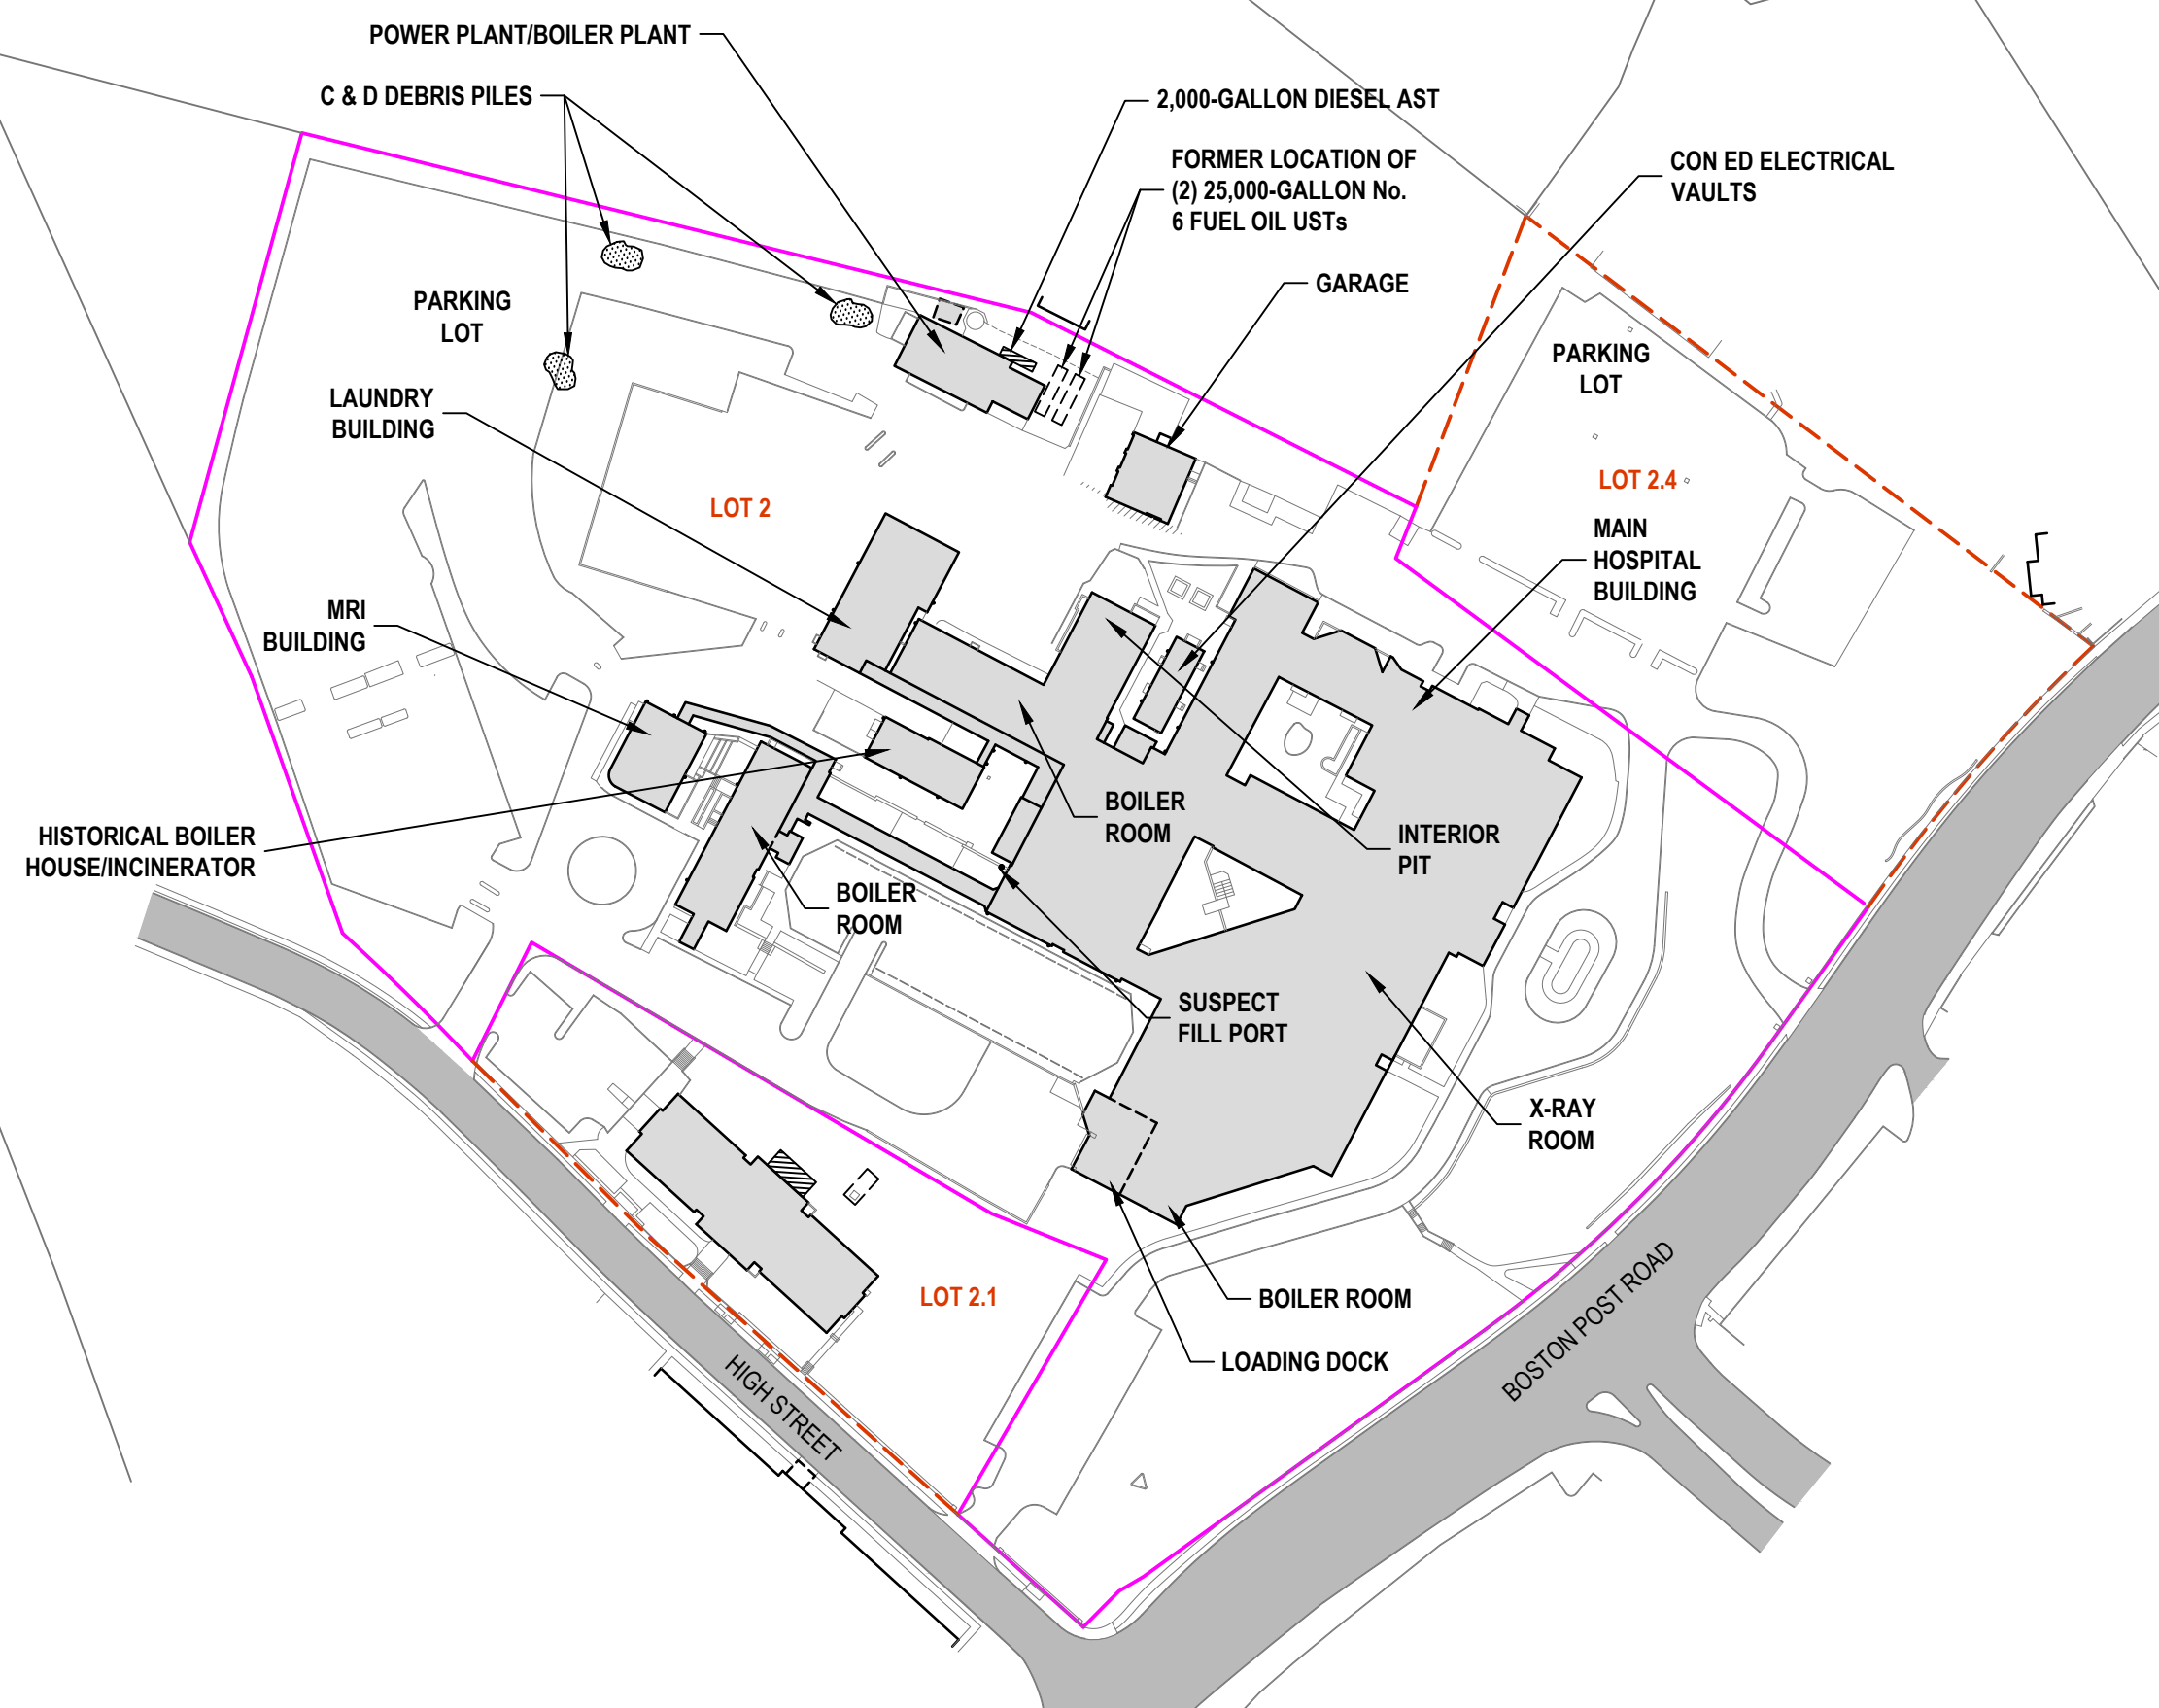 POWER PLANT/BOILER PLANT
C & D DEBRIS PILES
2,000-GALLON DIESEL AST
FORMER LOCATION OF
(2) 25,000-GALLON No.
6 FUEL OIL USTs
CON ED ELECTRICAL
VAULTS
GARAGE
PARKING
LOT
PARKING
LOT
LAUNDRY
BUILDING
LOT 2
LOT 2.4
MAIN
HOSPITAL
BUILDING
MRI
BUILDING
HISTORICAL BOILER
HOUSE/INCINERATOR
BOILER
ROOM
INTERIOR
PIT
BOILER
ROOM
SUSPECT
FILL PORT
X-RAY
ROOM
LOT 2.1
BOILER ROOM
LOADING DOCK
HIGH STREET
BOSTON POST ROAD